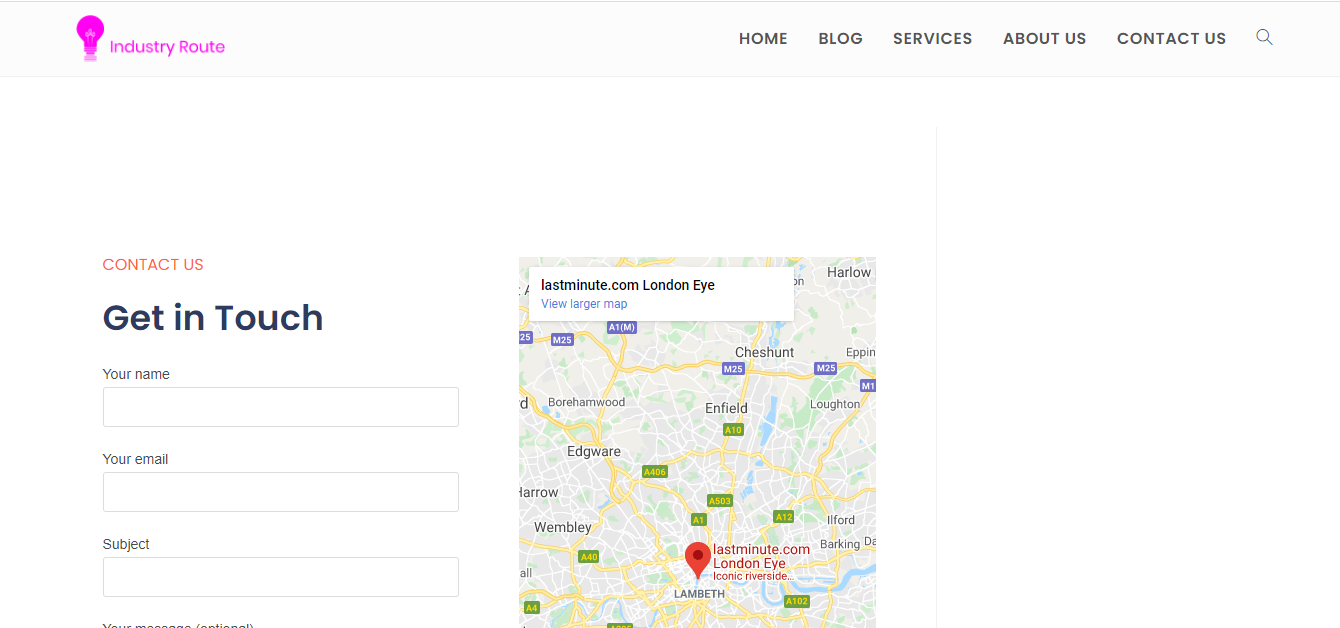 Industry Route
HOME BLOG SERVICES ABOUT US CONTACT US
CONTACT US
Get in Touch
Your name
Your email
Subject
Your message (optional)
lastminute.com London Eye
View larger map
Harlow
A1(M)
25
M25
Cheshunt
Eppin
M25
M25
M1
Borehamwood
Enfield
Loughton
A10
Edgware
A406
Harrow
A503
A1
A12
Ilford
Wembley
Barking
Da
A40
lastminute.com
London Eye
Iconic riverside...
all
LAMBETH
A102
A4